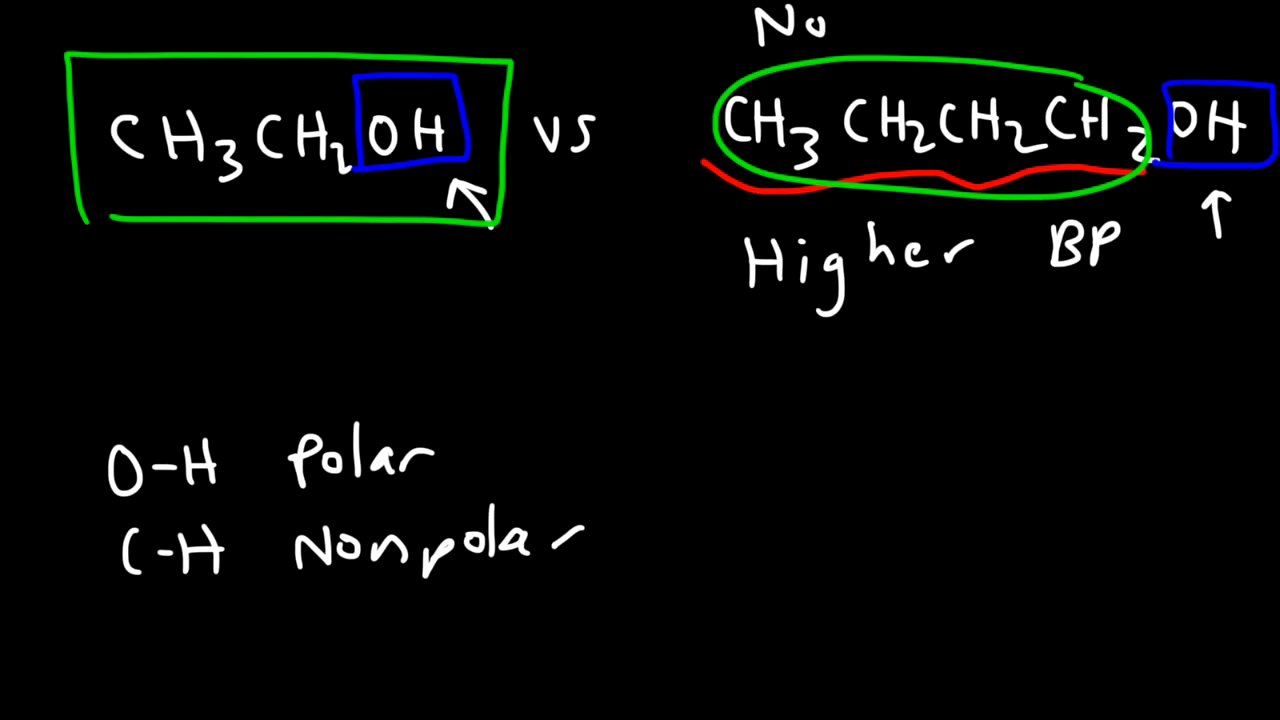 No
CH₃CH₂OH vs CH₃CH₂CH₂CH₂OH
Higher BP
O-H Polar
C-H Nonpolar